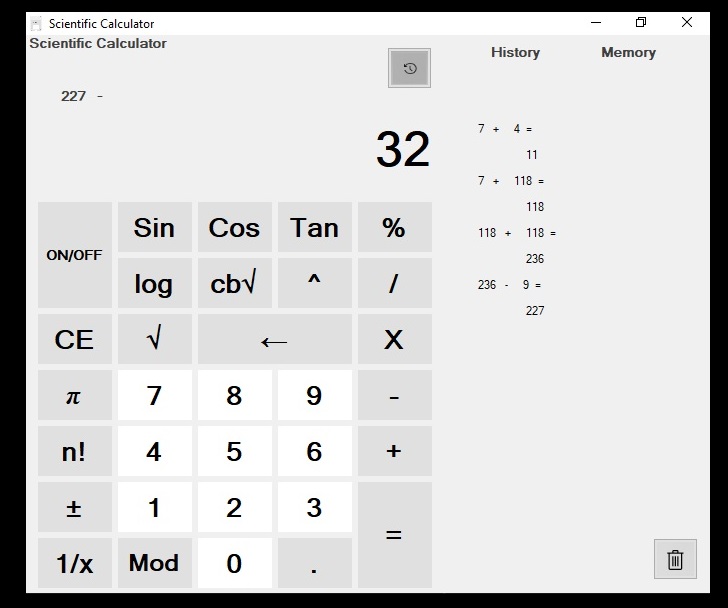 Scientific Calculator
Scientific Calculator
227 -
32
ON/OFF Sin Cos Tan %
log cb√ ^ /
CE √ ← X
π 7 8 9 -
n! 4 5 6 +
± 1 2 3 =
1/x Mod 0 .
History Memory
7 + 4 =
11
7 + 118 =
118
118 + 118 =
236
236 - 9 =
227